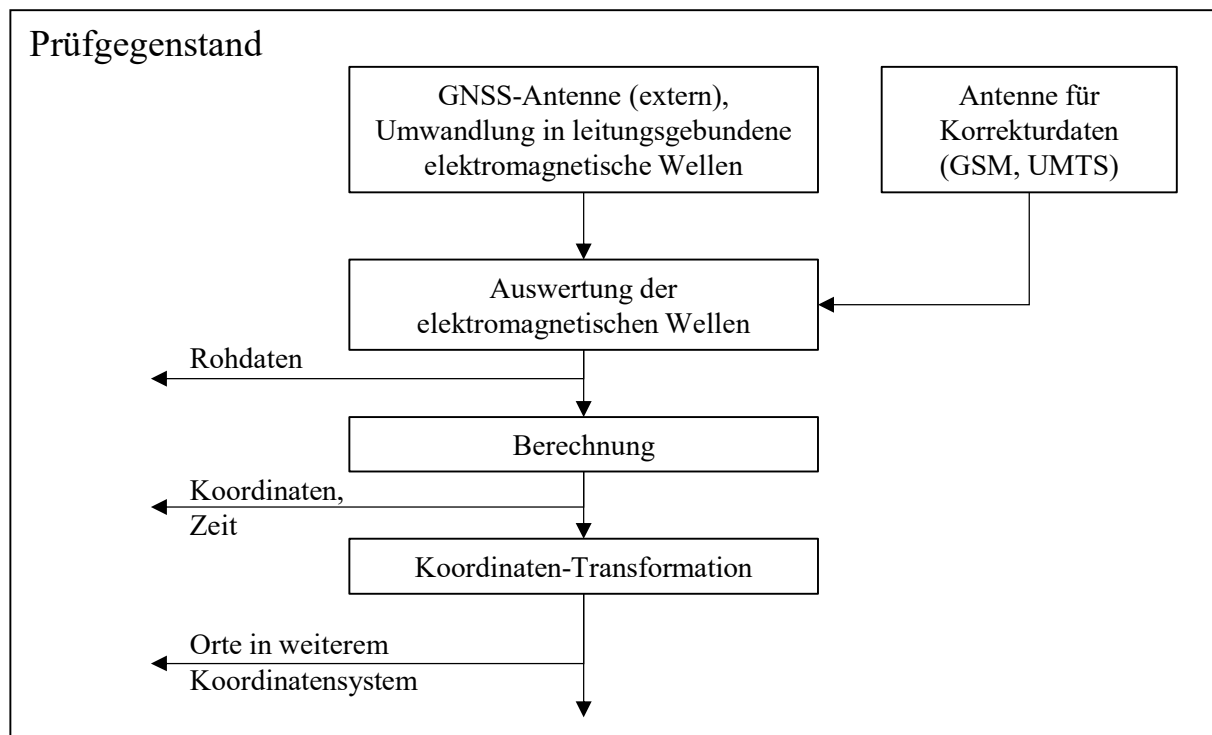 Prüfgegenstand
GNSS-Antenne (extern),
Umwandlung in leitungsgebundene
elektromagnetische Wellen
Antenne für
Korrekturdaten
(GSM, UMTS)
Auswertung der
elektromagnetischen Wellen
Rohdaten
Berechnung
Koordinaten,
Zeit
Koordinaten-Transformation
Orte in weiterem
Koordinatensystem